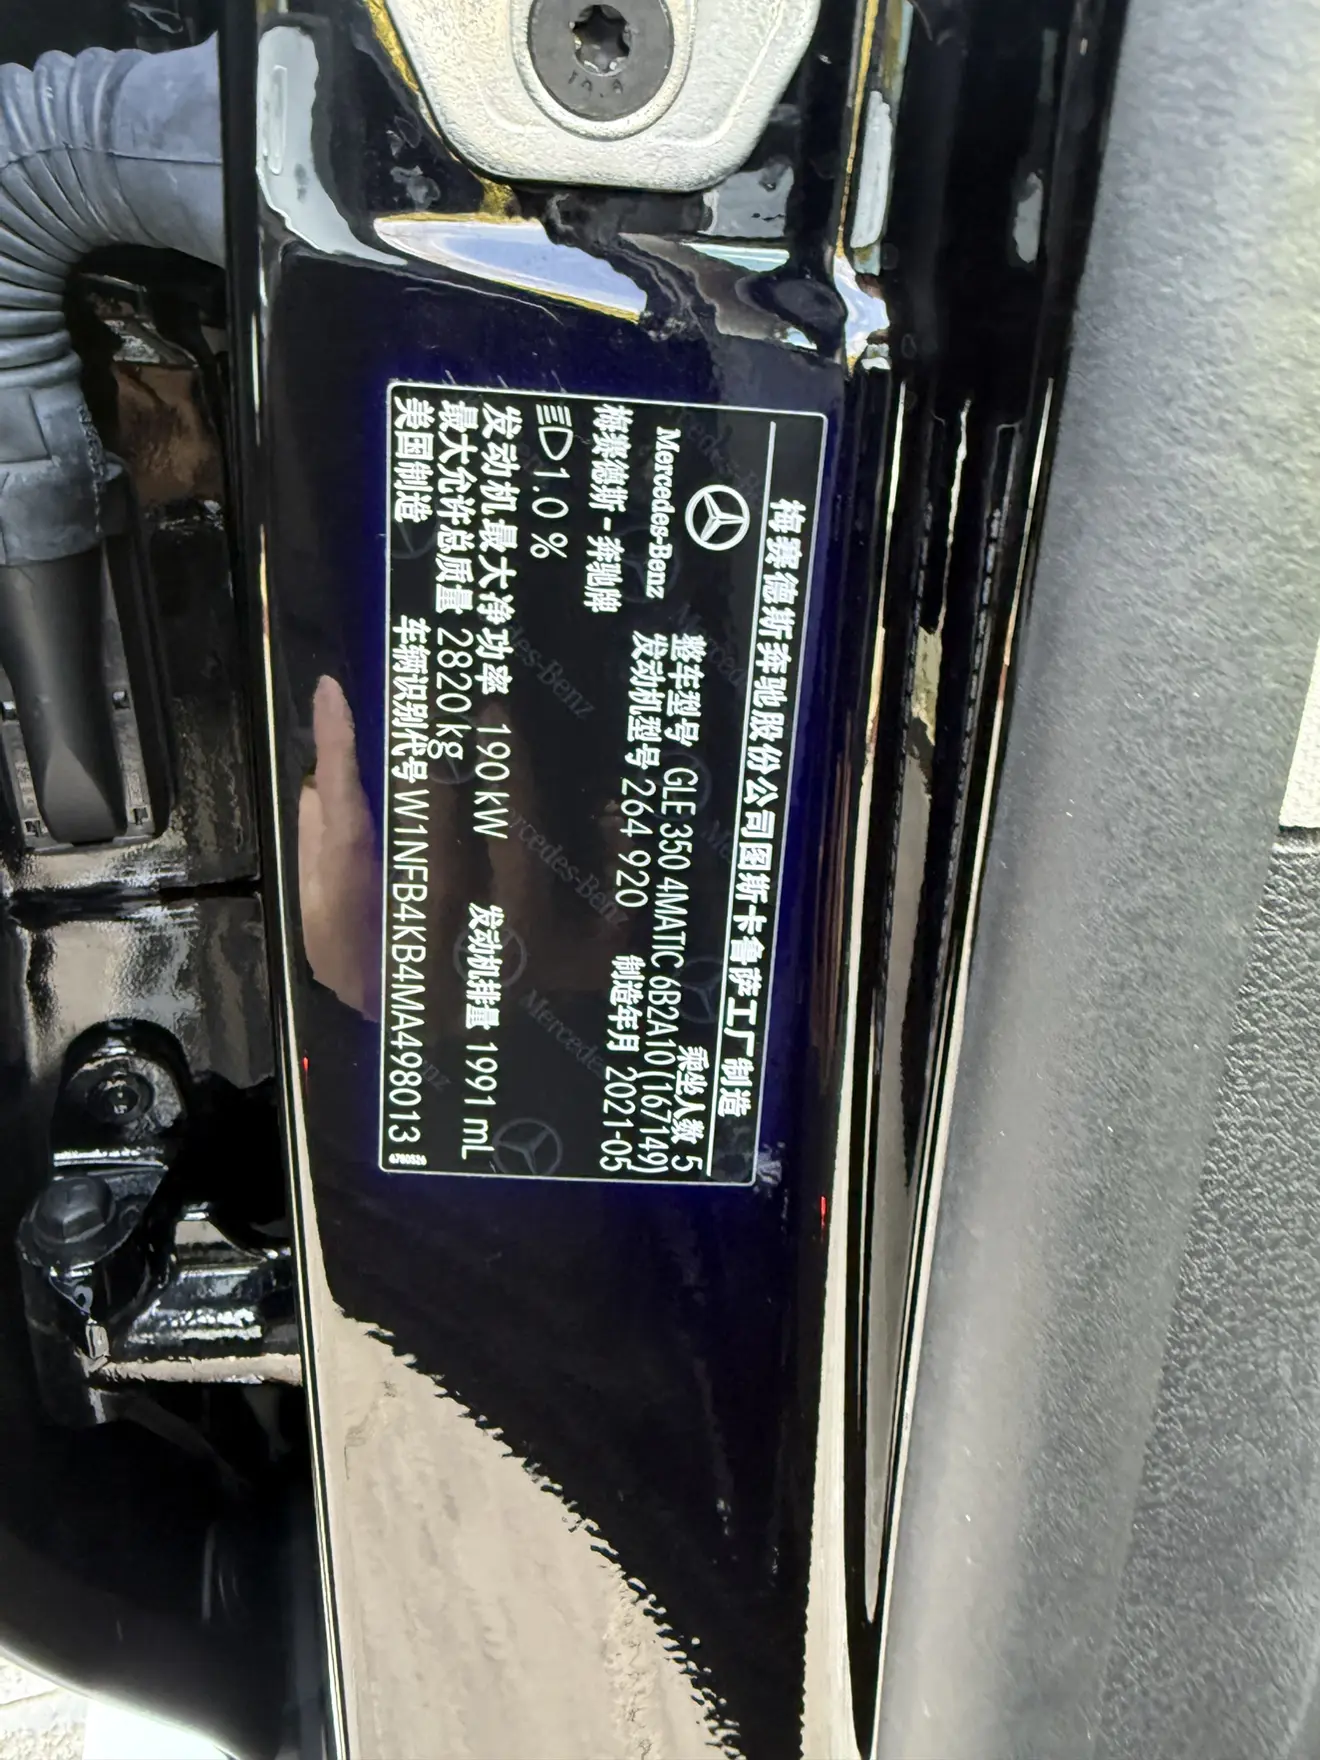 梅赛德斯奔驰股份公司图斯卡鲁萨工厂制造
Mercedes-Benz
乘坐人数 5
整车型号 GLE 350 4MATIC 6B2A10 (167149)
梅赛德斯 - 奔驰牌
发动机型号 264 920
制造年月 2021-05
1.0 %
发动机最大净功率 190 kW
发动机排量 1991 mL
最大允许总质量 2820 kg
美国制造
车辆识别代号 W1NFB4KB4MA498013
10.9